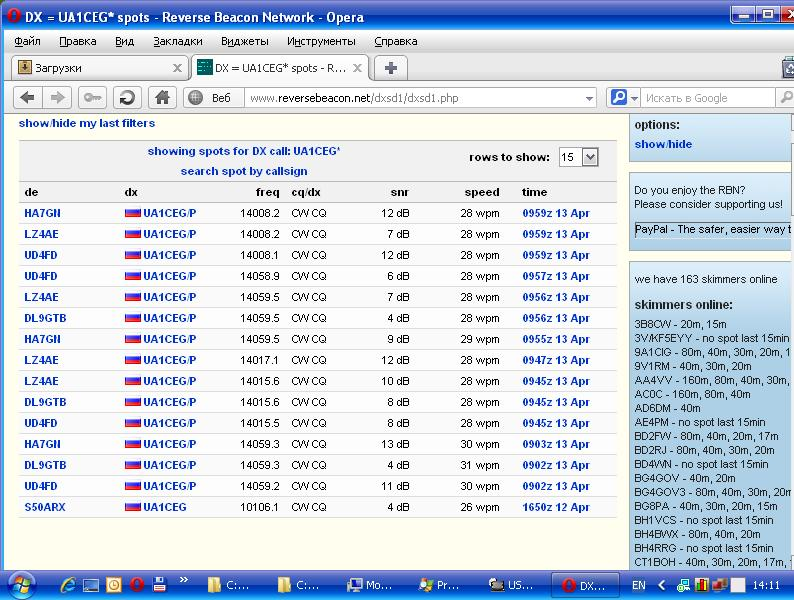 DX = UA1CEG* spots - Reverse Beacon Network - Opera
Файл Правка Вид Закладки Виджеты Инструменты Справка
Загрузки
DX = UA1CEG* spots - R...
Веб www.reversebeacon.net/dxsd1/dxsd1.php Искать в Google
show/hide my last filters
showing spots for DX call: UA1CEG*
search spot by callsign
rows to show: 15
de dx freq cq/dx snr speed time
HA7GN UA1CEG/P 14008.2 CW CQ 12 dB 28 wpm 0959z 13 Apr
LZ4AE UA1CEG/P 14008.2 CW CQ 7 dB 28 wpm 0959z 13 Apr
UD4FD UA1CEG/P 14008.1 CW CQ 12 dB 28 wpm 0959z 13 Apr
UD4FD UA1CEG/P 14058.9 CW CQ 6 dB 28 wpm 0957z 13 Apr
LZ4AE UA1CEG/P 14059.5 CW CQ 7 dB 28 wpm 0956z 13 Apr
DL9GTB UA1CEG/P 14059.5 CW CQ 4 dB 28 wpm 0956z 13 Apr
HA7GN UA1CEG/P 14059.5 CW CQ 9 dB 29 wpm 0955z 13 Apr
LZ4AE UA1CEG/P 14017.1 CW CQ 12 dB 28 wpm 0947z 13 Apr
LZ4AE UA1CEG/P 14015.6 CW CQ 10 dB 28 wpm 0945z 13 Apr
DL9GTB UA1CEG/P 14015.6 CW CQ 8 dB 28 wpm 0945z 13 Apr
UD4FD UA1CEG/P 14015.5 CW CQ 8 dB 28 wpm 0945z 13 Apr
HA7GN UA1CEG/P 14059.3 CW CQ 13 dB 30 wpm 0903z 13 Apr
DL9GTB UA1CEG/P 14059.3 CW CQ 4 dB 31 wpm 0902z 13 Apr
UD4FD UA1CEG/P 14059.2 CW CQ 11 dB 30 wpm 0902z 13 Apr
S50ARX UA1CEG 10106.1 CW CQ 4 dB 26 wpm 1650z 12 Apr
options:
show/hide
Do you enjoy the RBN?
Please consider supporting us!
PayPal - The safer, easier way t
we have 163 skimmers online
skimmers online:
3B8CW - 20m, 15m
3V/KF5EYY - no spot last 15min
9A1CIG - 80m, 40m, 30m, 20m, 1
9V1RM - 40m, 30m, 20m
AA4VV - 160m, 80m, 40m, 30m,
AC0C - 160m, 80m, 40m
AD6DM - 40m
AE4PM - no spot last 15min
BD2FW - 80m, 40m, 20m, 17m
BD2RJ - 80m, 40m, 30m, 20m
BD4WN - no spot last 15min
BG4GOV - 40m, 20m
BG4GOV3 - 80m, 40m, 30m, 20m
BG8PA - 40m, 30m, 20m, 15m
BH1VCS - no spot last 15min
BH4BWX - 80m, 40m, 20m
BH4RRG - no spot last 15min
CT1BOH - 40m, 30m, 20m, 17m,
» C:... C:... Mo... Pr... US... DX... EN 14:11